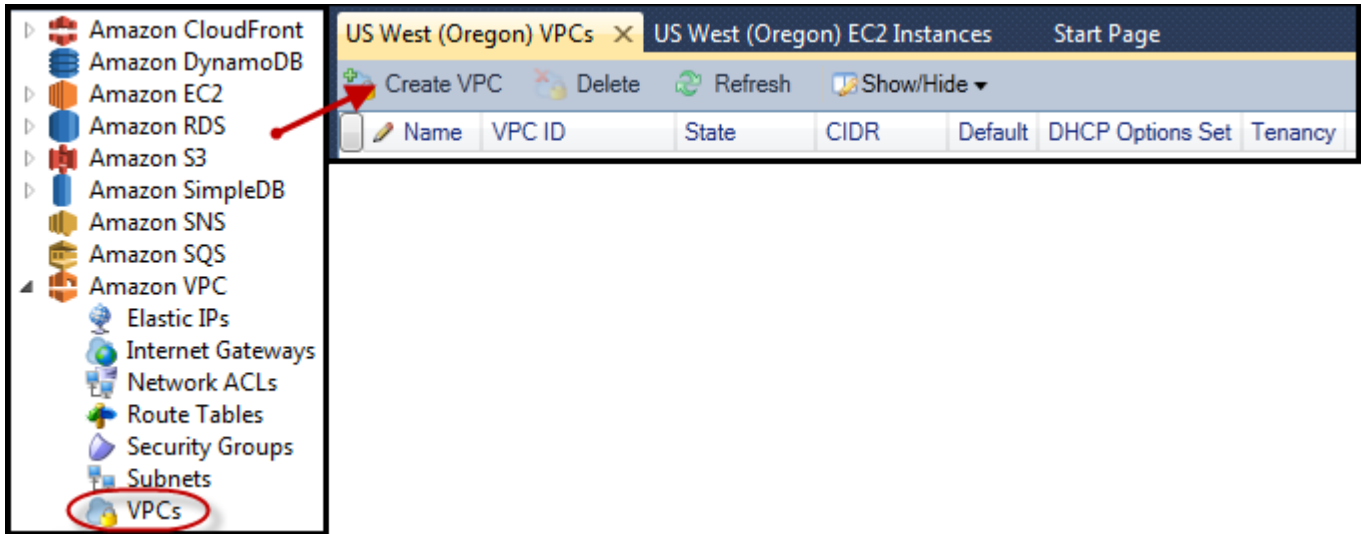 Amazon CloudFront
Amazon DynamoDB
Amazon EC2
Amazon RDS
Amazon S3
Amazon SimpleDB
Amazon SNS
Amazon SQS
Amazon VPC
Elastic IPs
Internet Gateways
Network ACLs
Route Tables
Security Groups
Subnets
VPCs
US West (Oregon) VPCs US West (Oregon) EC2 Instances Start Page
Create VPC Delete Refresh Show/Hide
Name VPC ID State CIDR Default DHCP Options Set Tenancy